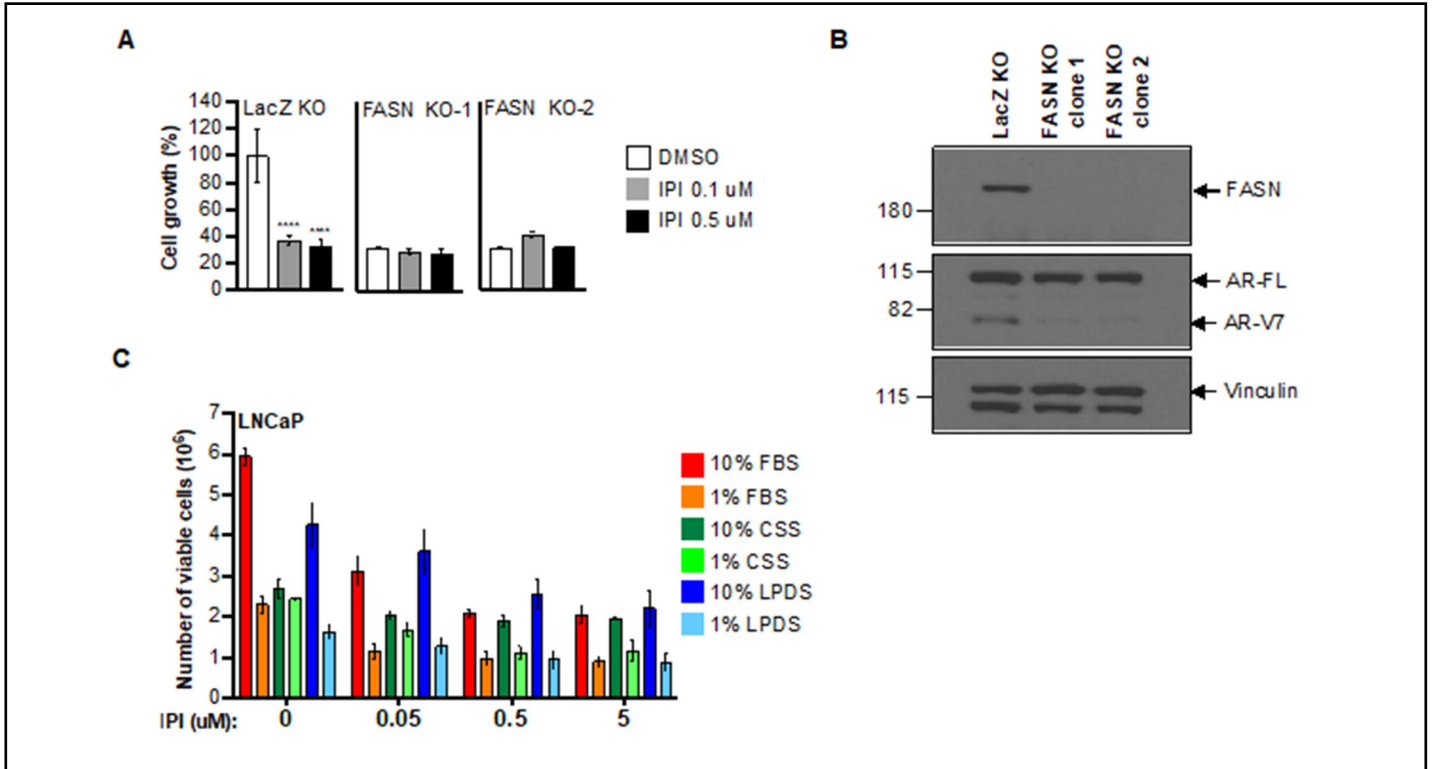 A
140
120
100
80
60
40
20
0
Cell growth (%)
LacZ KO
FASN KO-1
FASN KO-2
****
****
DMSO
IPI 0.1 uM
IPI 0.5 uM
B
LacZ KO
FASN KO
clone 1
FASN KO
clone 2
180
FASN
115
AR-FL
82
AR-V7
115
Vinculin
C
LNCaP
7
6
5
4
3
2
1
0
Number of viable cells (10⁶)
IPI (uM): 0 0.05 0.5 5
10% FBS
1% FBS
10% CSS
1% CSS
10% LPDS
1% LPDS